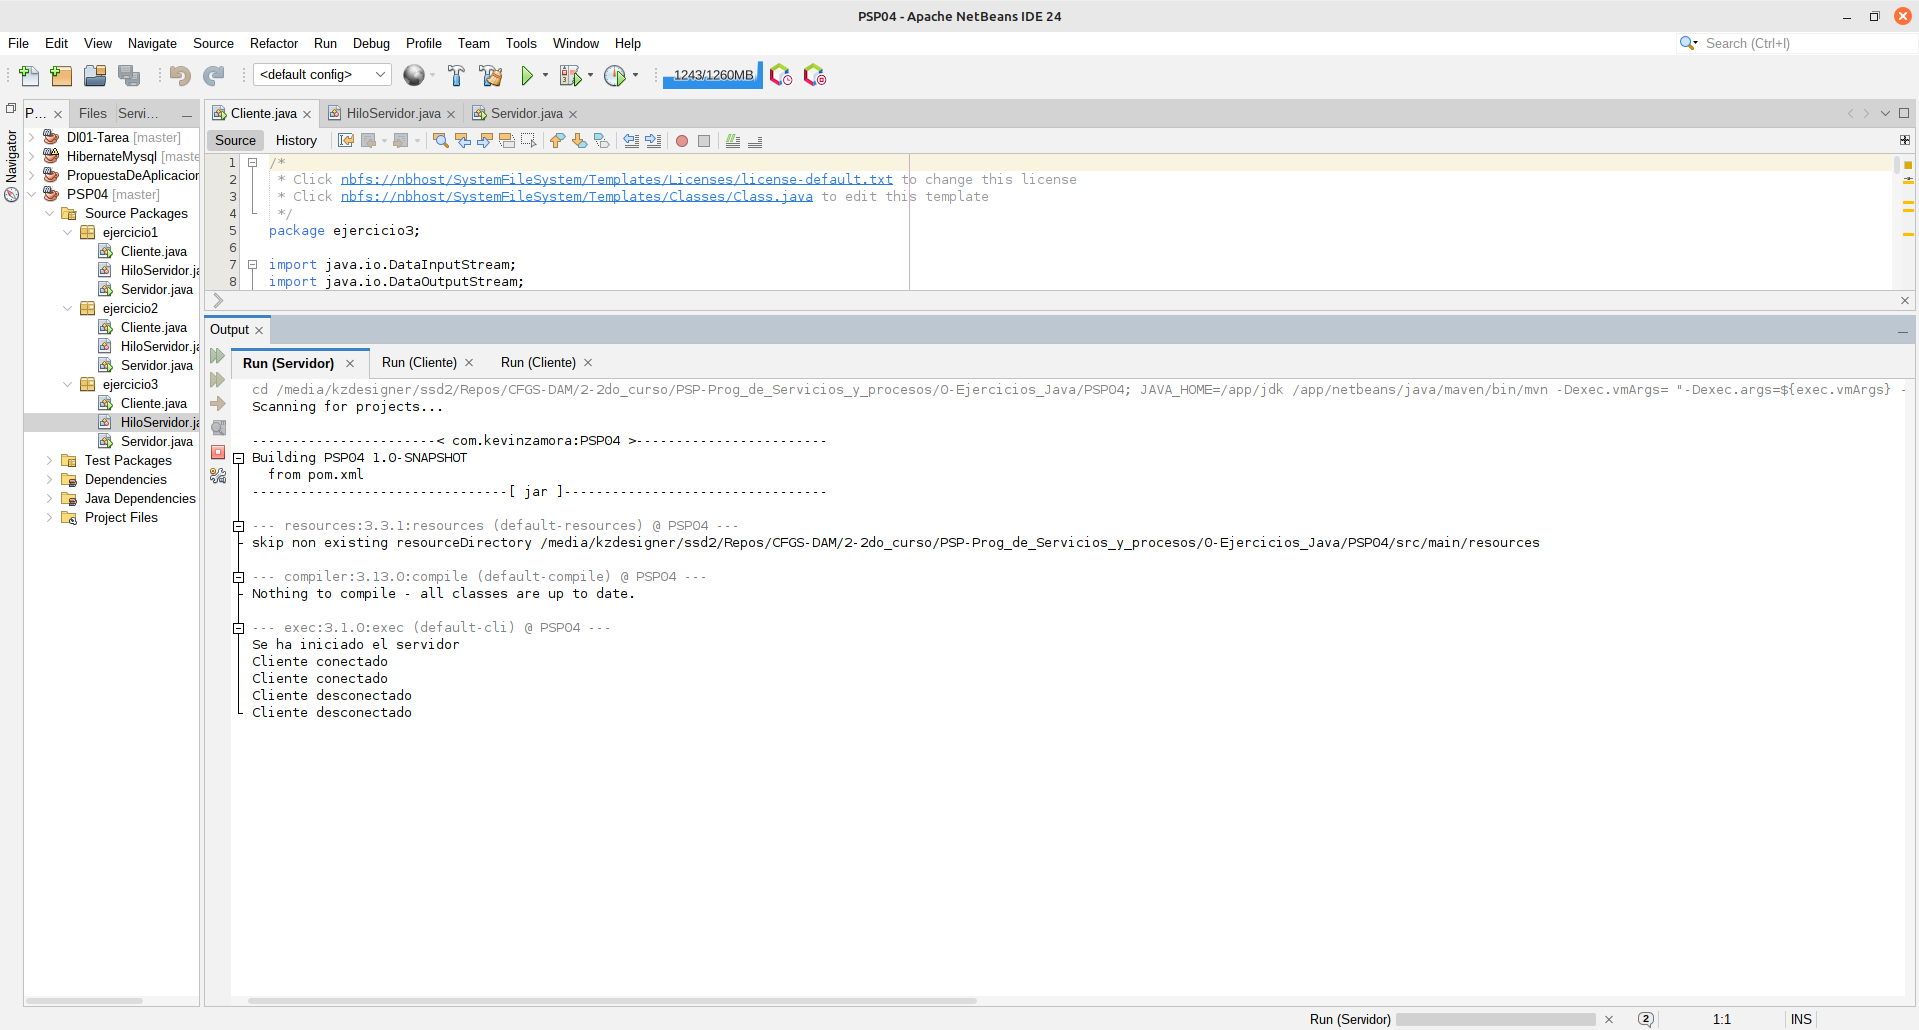 PSP04 - Apache NetBeans IDE 24
File Edit View Navigate Source Refactor Run Debug Profile Team Tools Window Help
Search (Ctrl+I)
<default config>
1243/1260MB
P... Files Servi...
Navigator
DI01-Tarea [master]
HibernateMysql [maste
PropuestaDeAplicacior
PSP04 [master]
Source Packages
ejercicio1
Cliente.java
HiloServidor.ja
Servidor.java
ejercicio2
Cliente.java
HiloServidor.ja
Servidor.java
ejercicio3
Cliente.java
HiloServidor.ja
Servidor.java
Test Packages
Dependencies
Java Dependencies
Project Files
Cliente.java HiloServidor.java Servidor.java
Source History
1 /*
2 * Click nbfs://nbhost/SystemFileSystem/Templates/Licenses/license-default.txt to change this license
3 * Click nbfs://nbhost/SystemFileSystem/Templates/Classes/Class.java to edit this template
4 */
5 package ejercicio3;
6
7 import java.io.DataInputStream;
8 import java.io.DataOutputStream;
Output
Run (Servidor) Run (Cliente) Run (Cliente)
cd /media/kzdesigner/ssd2/Repos/CFGS-DAM/2-2do_curso/PSP-Prog_de_Servicios_y_procesos/0-Ejercicios_Java/PSP04; JAVA_HOME=/app/jdk /app/netbeans/java/maven/bin/mvn -Dexec.vmArgs= "-Dexec.args=${exec.vmArgs} -
Scanning for projects...
-----------------------< com.kevinzamora:PSP04 >------------------------
Building PSP04 1.0-SNAPSHOT
from pom.xml
--------------------------------[ jar ]---------------------------------
--- resources:3.3.1:resources (default-resources) @ PSP04 ---
skip non existing resourceDirectory /media/kzdesigner/ssd2/Repos/CFGS-DAM/2-2do_curso/PSP-Prog_de_Servicios_y_procesos/0-Ejercicios_Java/PSP04/src/main/resources
--- compiler:3.13.0:compile (default-compile) @ PSP04 ---
Nothing to compile - all classes are up to date.
--- exec:3.1.0:exec (default-cli) @ PSP04 ---
Se ha iniciado el servidor
Cliente conectado
Cliente conectado
Cliente desconectado
Cliente desconectado
Run (Servidor) 2 1:1 INS